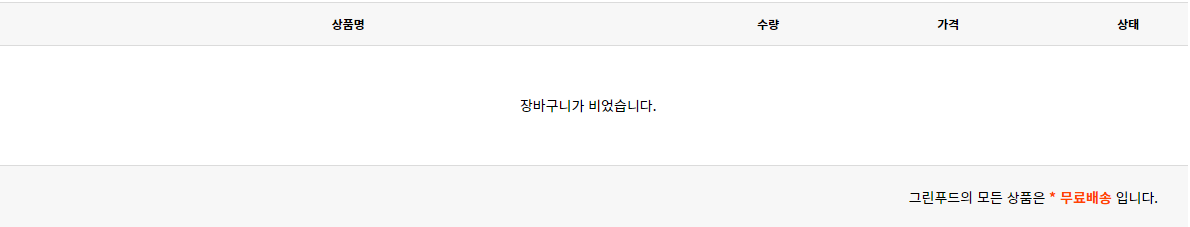 상품명 수량 가격 상태
장바구니가 비었습니다.
그린푸드의 모든 상품은 * 무료배송 입니다.